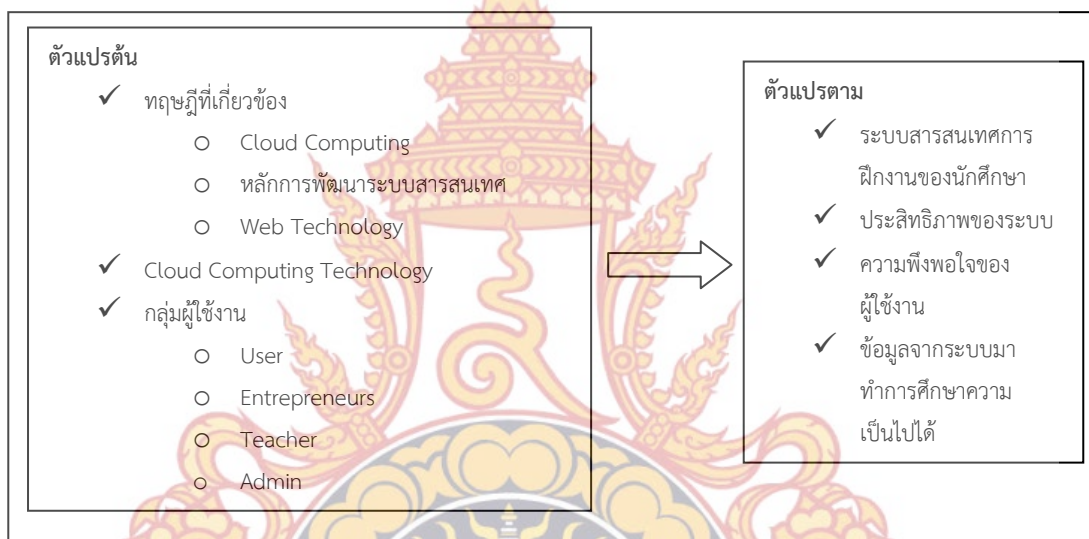 ตัวแปรต้น
✓ ทฤษฎีที่เกี่ยวข้อง
o Cloud Computing
o หลักการพัฒนาระบบสารสนเทศ
o Web Technology
✓ Cloud Computing Technology
✓ กลุ่มผู้ใช้งาน
o User
o Entrepreneurs
o Teacher
o Admin
ตัวแปรตาม
✓ ระบบสารสนเทศการ
ฝึกงานของนักศึกษา
✓ ประสิทธิภาพของระบบ
✓ ความพึงพอใจของ
ผู้ใช้งาน
✓ ข้อมูลจากระบบมา
ทำการศึกษาความ
เป็นไปได้